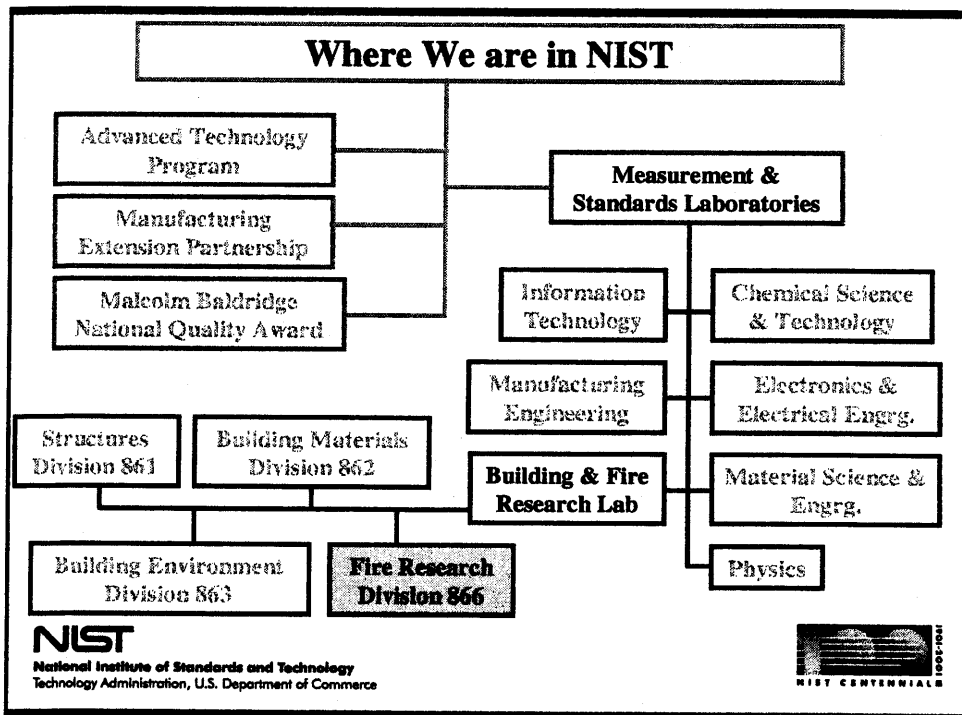 Where We are in NIST
Advanced Technology
Program
Manufacturing
Extension Partnership
Malcolm Baldridge
National Quality Award
Measurement &
Standards Laboratories
Information
Technology
Chemical Science
& Technology
Manufacturing
Engineering
Electronics &
Electrical Engrg.
Structures
Division 861
Building Materials
Division 862
Building & Fire
Research Lab
Material Science &
Engrg.
Building Environment
Division 863
Fire Research
Division 866
Physics
NIST
National Institute of Standards and Technology
Technology Administration, U.S. Department of Commerce
NIST CENTENNIAL
1901-2001